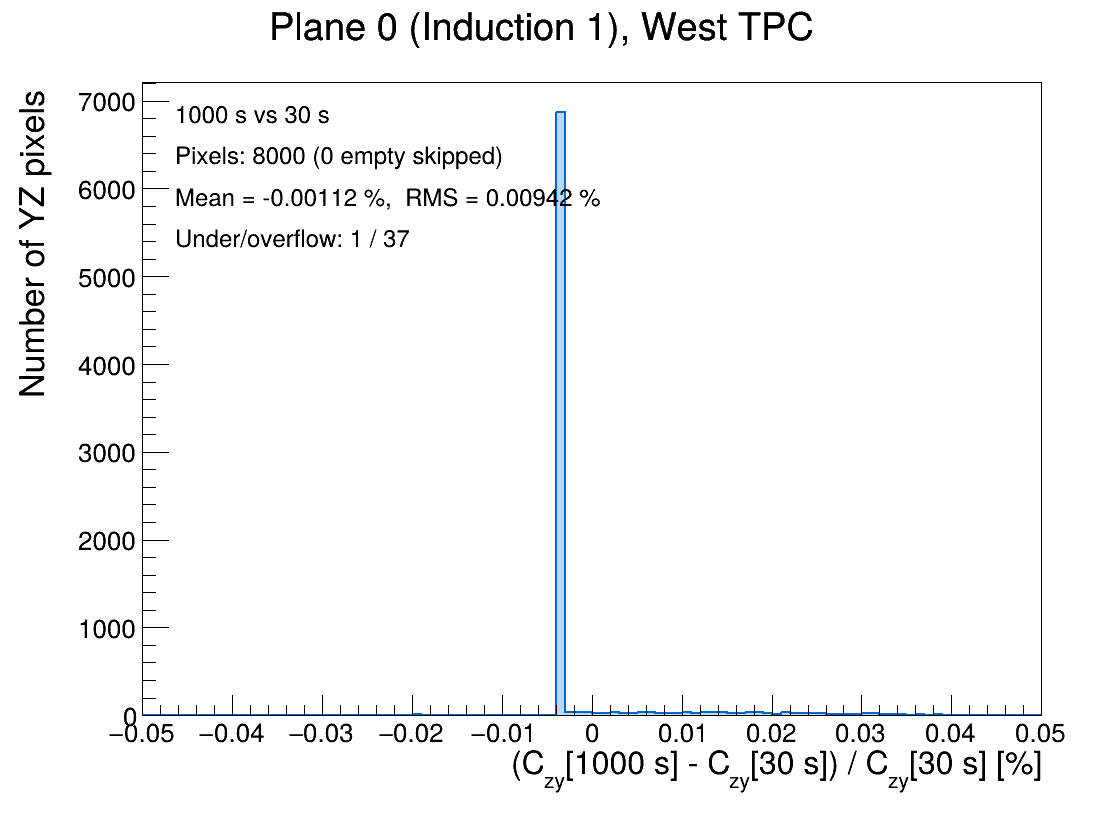 Plane 0 (Induction 1), West TPC
Number of YZ pixels
1000 s vs 30 s
Pixels: 8000 (0 empty skipped)
Mean = -0.00112 %,  RMS = 0.00942 %
Under/overflow: 1 / 37
7000
6000
5000
4000
3000
2000
1000
0
−0.05 −0.04 −0.03 −0.02 −0.01 0 0.01 0.02 0.03 0.04 0.05
(C_zy[1000 s] - C_zy[30 s]) / C_zy[30 s] [%]